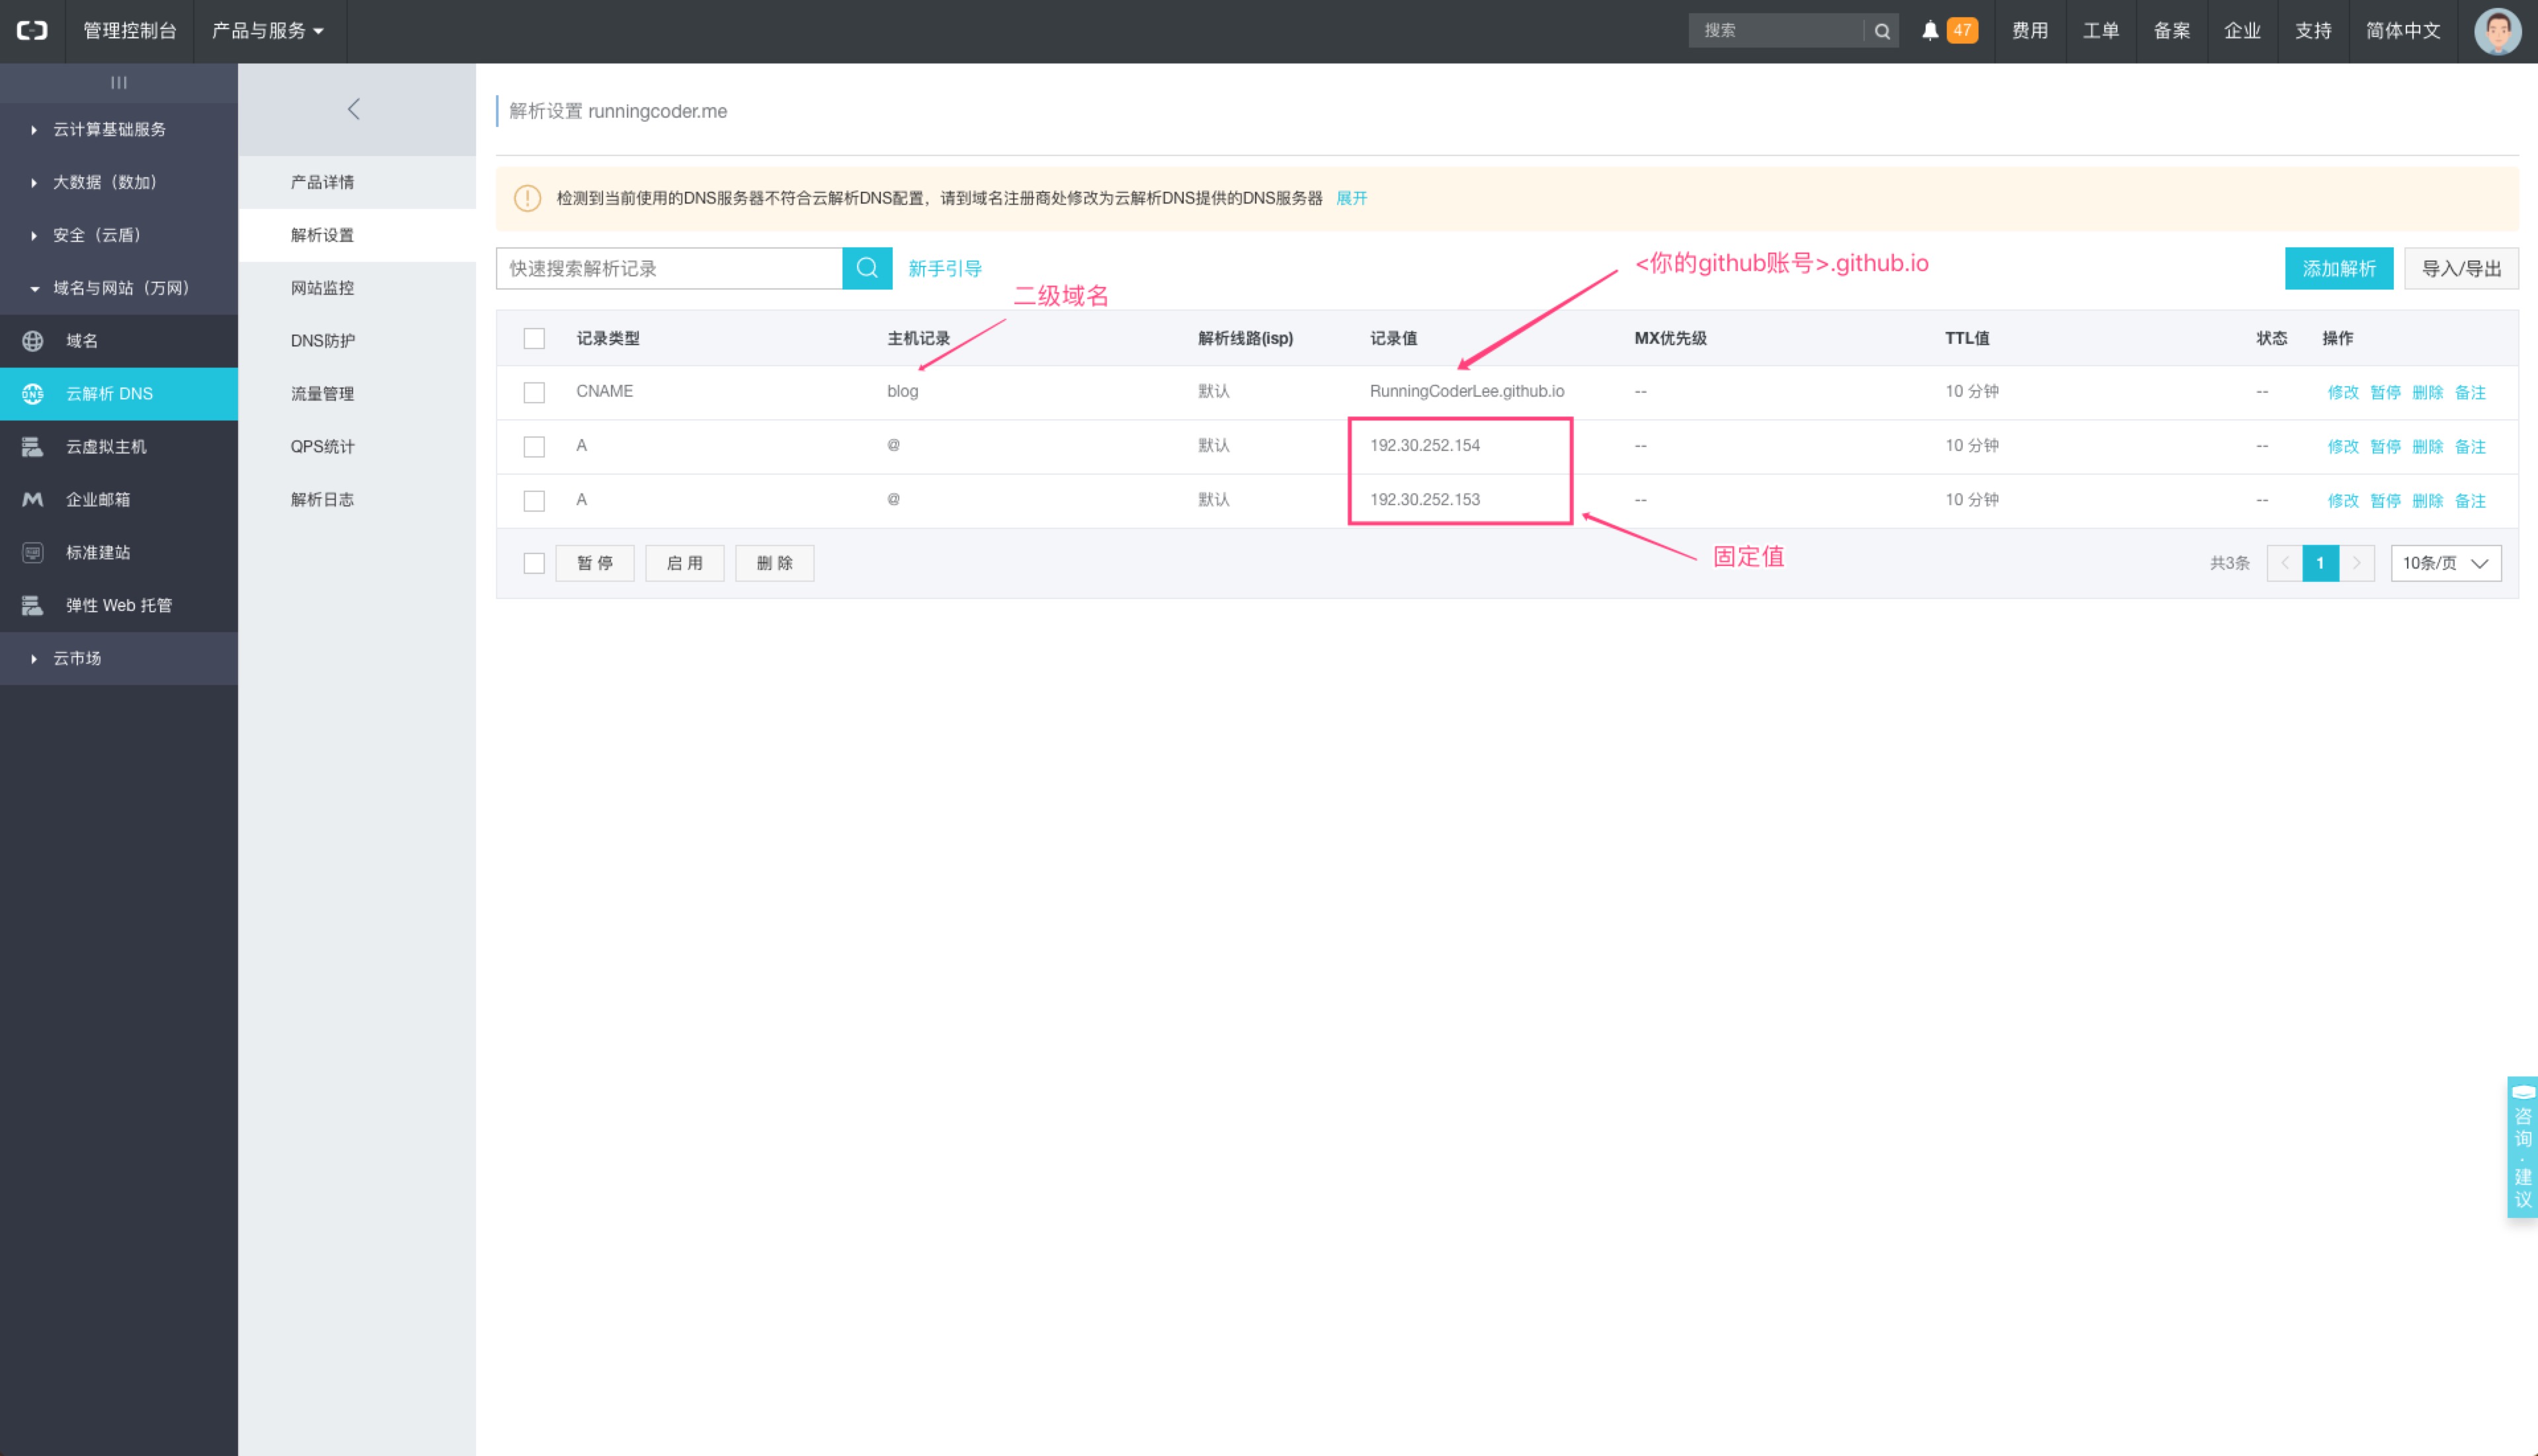 管理控制台 产品与服务 搜索 47 费用 工单 备案 企业 支持 简体中文
云计算基础服务
大数据（数加）
安全（云盾）
域名与网站（万网）
域名
云解析 DNS
云虚拟主机
企业邮箱
标准建站
弹性 Web 托管
云市场
产品详情
解析设置
网站监控
DNS防护
流量管理
QPS统计
解析日志
解析设置 runningcoder.me
检测到当前使用的DNS服务器不符合云解析DNS配置，请到域名注册商处修改为云解析DNS提供的DNS服务器 展开
快速搜索解析记录 新手引导
<你的github账号>.github.io
添加解析 导入/导出
二级域名
记录类型 主机记录 解析线路(isp) 记录值 MX优先级 TTL值 状态 操作
CNAME blog 默认 RunningCoderLee.github.io -- 10 分钟 -- 修改 暂停 删除 备注
A @ 默认 192.30.252.154 -- 10 分钟 -- 修改 暂停 删除 备注
A @ 默认 192.30.252.153 -- 10 分钟 -- 修改 暂停 删除 备注
固定值
暂停 启用 删除 共3条 1 10条/页
咨询·建议